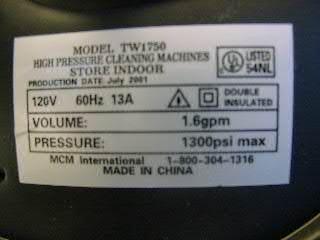 MODEL TW1750
HIGH PRESSURE CLEANING MACHINES
STORE INDOOR
PRODUCTION DATE: July 2001
UL LISTED
54NL
120V 60Hz 13A
DOUBLE
INSULATED
VOLUME: 1.6gpm
PRESSURE: 1300psi max
MCM International 1-800-304-1316
MADE IN CHINA